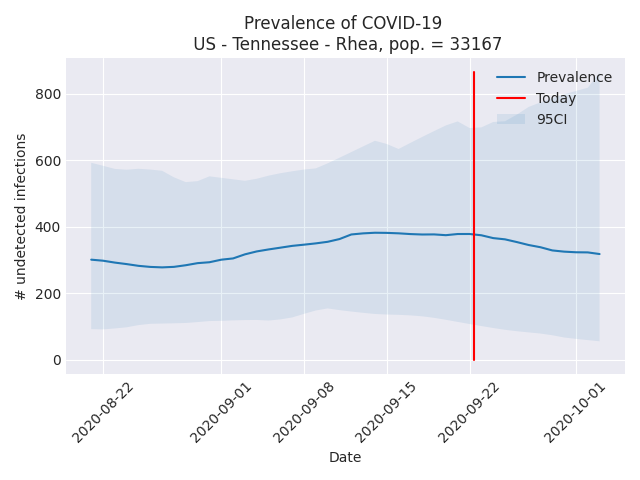 Prevalence of COVID-19
US - Tennessee - Rhea, pop. = 33167
Prevalence
Today
95CI
# undetected infections
800
600
400
200
0
2020-08-22
2020-09-01
2020-09-08
2020-09-15
2020-09-22
2020-10-01
Date